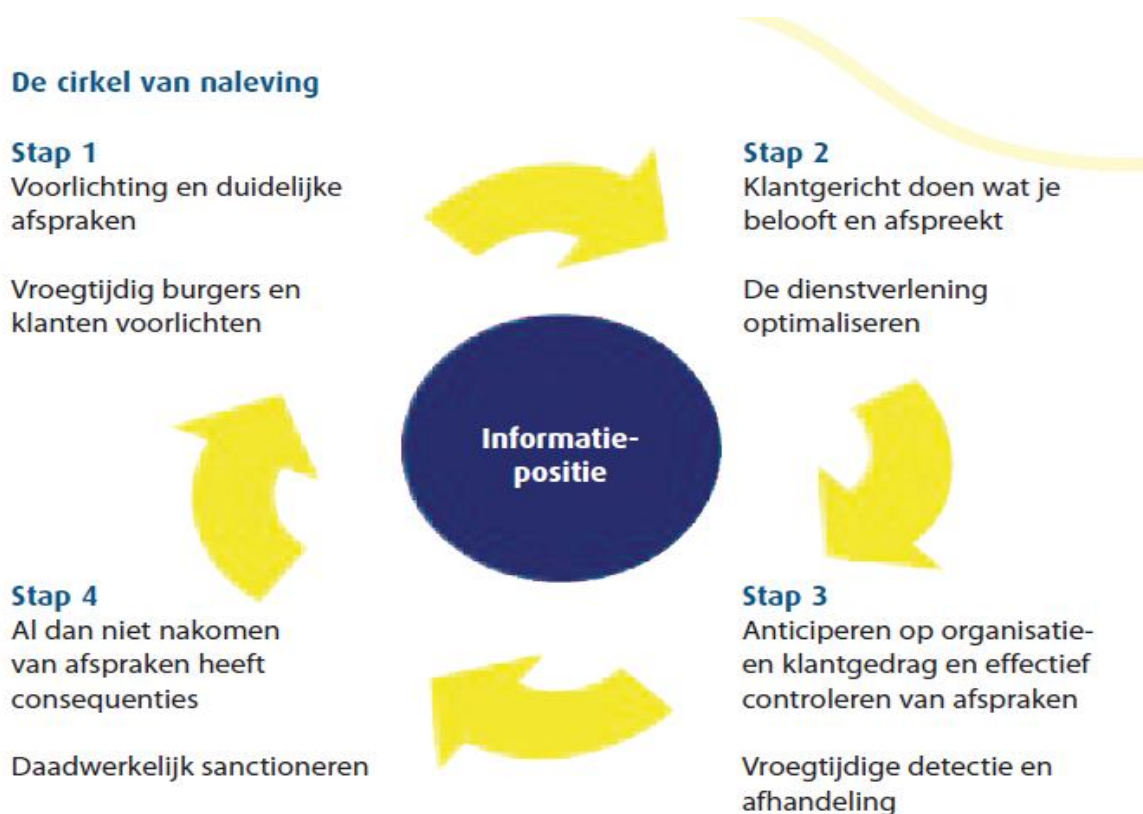 De cirkel van naleving
Stap 1
Voorlichting en duidelijke
afspraken
Vroegtijdig burgers en
klanten voorlichten
Stap 2
Klantgericht doen wat je
belooft en afspreekt
De dienstverlening
optimaliseren
Informatie-
positie
Stap 3
Anticiperen op organisatie-
en klantgedrag en effectief
controleren van afspraken
Vroegtijdige detectie en
afhandeling
Stap 4
Al dan niet nakomen
van afspraken heeft
consequenties
Daadwerkelijk sanctioneren